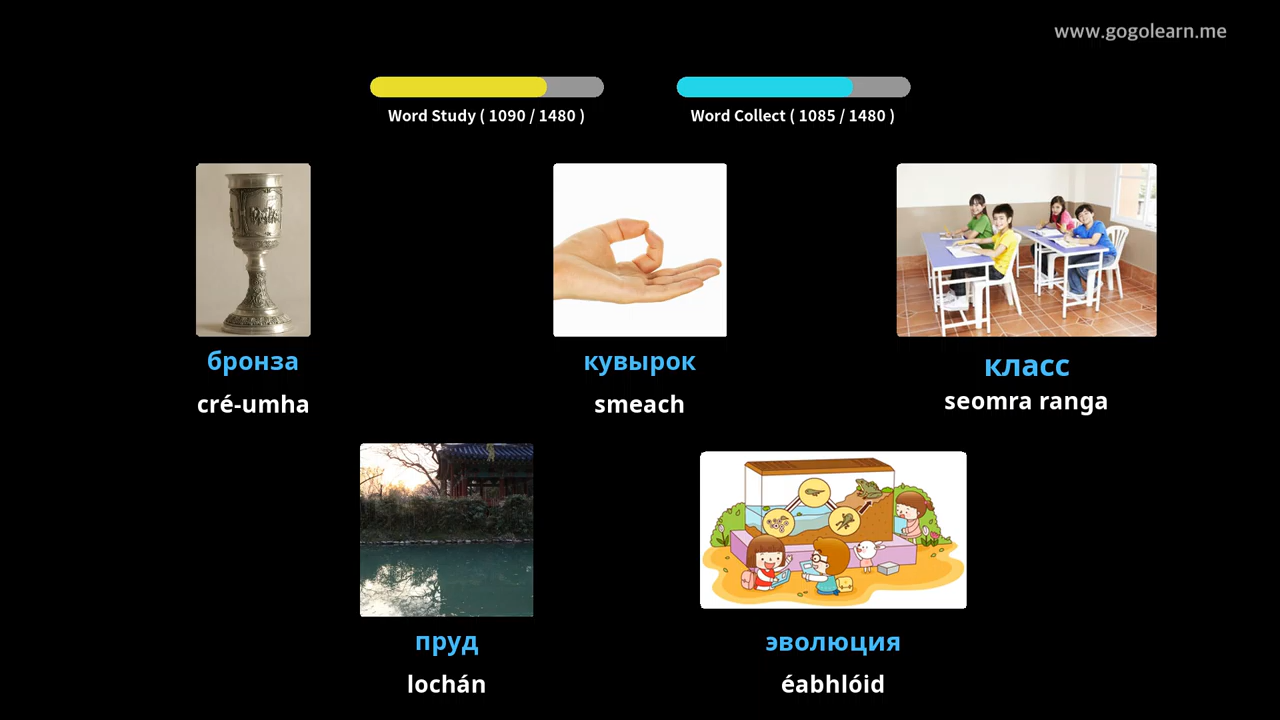 www.gogolearn.me
Word Study ( 1090 / 1480 )
Word Collect ( 1085 / 1480 )
бронза
кувырок
класс
cré-umha
smeach
seomra ranga
пруд
эволюция
lochán
éabhlóid